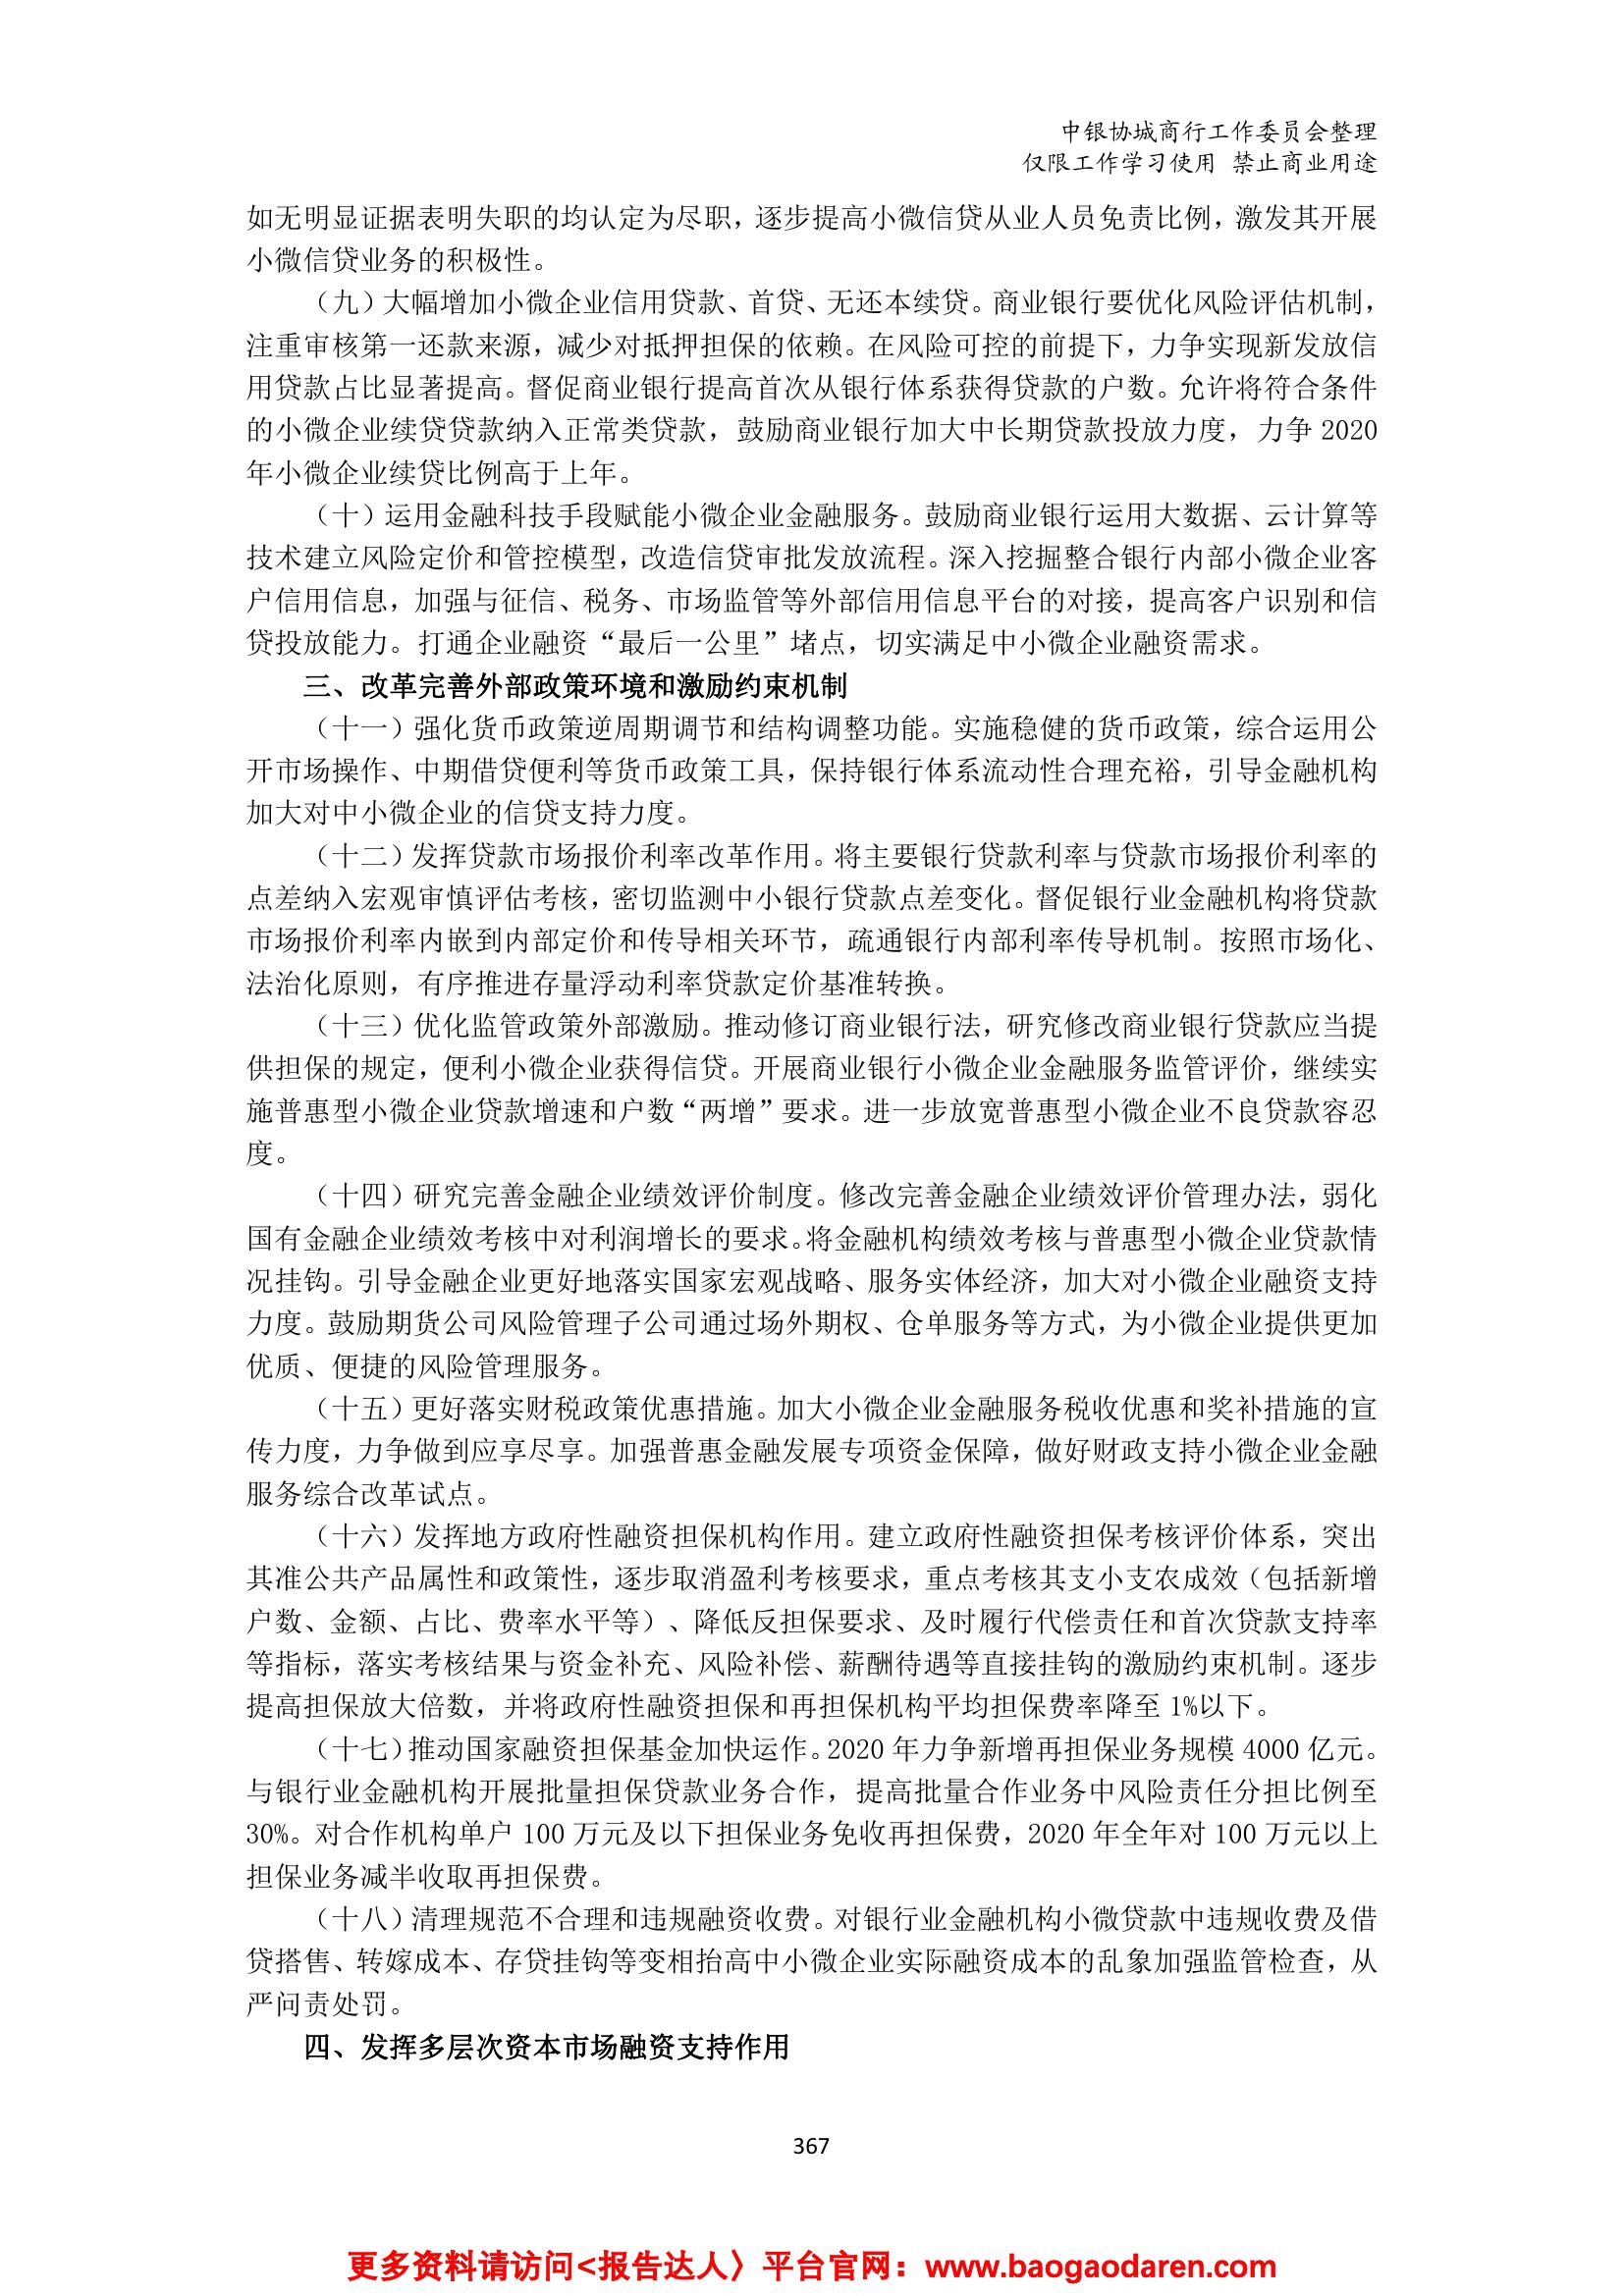 中银协城商行工作委员会整理
仅限工作学习使用 禁止商业用途
如无明显证据表明失职的均认定为尽职，逐步提高小微信贷从业人员免责比例，激发其开展
小微信贷业务的积极性。
（九）大幅增加小微企业信用贷款、首贷、无还本续贷。商业银行要优化风险评估机制，
注重审核第一还款来源，减少对抵押担保的依赖。在风险可控的前提下，力争实现新发放信
用贷款占比显著提高。督促商业银行提高首次从银行体系获得贷款的户数。允许将符合条件
的小微企业续贷贷款纳入正常类贷款，鼓励商业银行加大中长期贷款投放力度，力争 2020
年小微企业续贷比例高于上年。
（十）运用金融科技手段赋能小微企业金融服务。鼓励商业银行运用大数据、云计算等
技术建立风险定价和管控模型，改造信贷审批发放流程。深入挖掘整合银行内部小微企业客
户信用信息，加强与征信、税务、市场监管等外部信用信息平台的对接，提高客户识别和信
贷投放能力。打通企业融资“最后一公里”堵点，切实满足中小微企业融资需求。
三、改革完善外部政策环境和激励约束机制
（十一）强化货币政策逆周期调节和结构调整功能。实施稳健的货币政策，综合运用公
开市场操作、中期借贷便利等货币政策工具，保持银行体系流动性合理充裕，引导金融机构
加大对中小微企业的信贷支持力度。
（十二）发挥贷款市场报价利率改革作用。将主要银行贷款利率与贷款市场报价利率的
点差纳入宏观审慎评估考核，密切监测中小银行贷款点差变化。督促银行业金融机构将贷款
市场报价利率内嵌到内部定价和传导相关环节，疏通银行内部利率传导机制。按照市场化、
法治化原则，有序推进存量浮动利率贷款定价基准转换。
（十三）优化监管政策外部激励。推动修订商业银行法，研究修改商业银行贷款应当提
供担保的规定，便利小微企业获得信贷。开展商业银行小微企业金融服务监管评价，继续实
施普惠型小微企业贷款增速和户数“两增”要求。进一步放宽普惠型小微企业不良贷款容忍
度。
（十四）研究完善金融企业绩效评价制度。修改完善金融企业绩效评价管理办法，弱化
国有金融企业绩效考核中对利润增长的要求。将金融机构绩效考核与普惠型小微企业贷款情
况挂钩。引导金融企业更好地落实国家宏观战略、服务实体经济，加大对小微企业融资支持
力度。鼓励期货公司风险管理子公司通过场外期权、仓单服务等方式，为小微企业提供更加
优质、便捷的风险管理服务。
（十五）更好落实财税政策优惠措施。加大小微企业金融服务税收优惠和奖补措施的宣
传力度，力争做到应享尽享。加强普惠金融发展专项资金保障，做好财政支持小微企业金融
服务综合改革试点。
（十六）发挥地方政府性融资担保机构作用。建立政府性融资担保考核评价体系，突出
其准公共产品属性和政策性，逐步取消盈利考核要求，重点考核其支小支农成效（包括新增
户数、金额、占比、费率水平等）、降低反担保要求、及时履行代偿责任和首次贷款支持率
等指标，落实考核结果与资金补充、风险补偿、薪酬待遇等直接挂钩的激励约束机制。逐步
提高担保放大倍数，并将政府性融资担保和再担保机构平均担保费率降至 1%以下。
（十七）推动国家融资担保基金加快运作。2020 年力争新增再担保业务规模 4000 亿元。
与银行业金融机构开展批量担保贷款业务合作，提高批量合作业务中风险责任分担比例至
30%。对合作机构单户 100 万元及以下担保业务免收再担保费，2020 年全年对 100 万元以上
担保业务减半收取再担保费。
（十八）清理规范不合理和违规融资收费。对银行业金融机构小微贷款中违规收费及借
贷搭售、转嫁成本、存贷挂钩等变相抬高中小微企业实际融资成本的乱象加强监管检查，从
严问责处罚。
四、发挥多层次资本市场融资支持作用
367
更多资料请访问<报告达人〉平台官网：www.baogaodaren.com